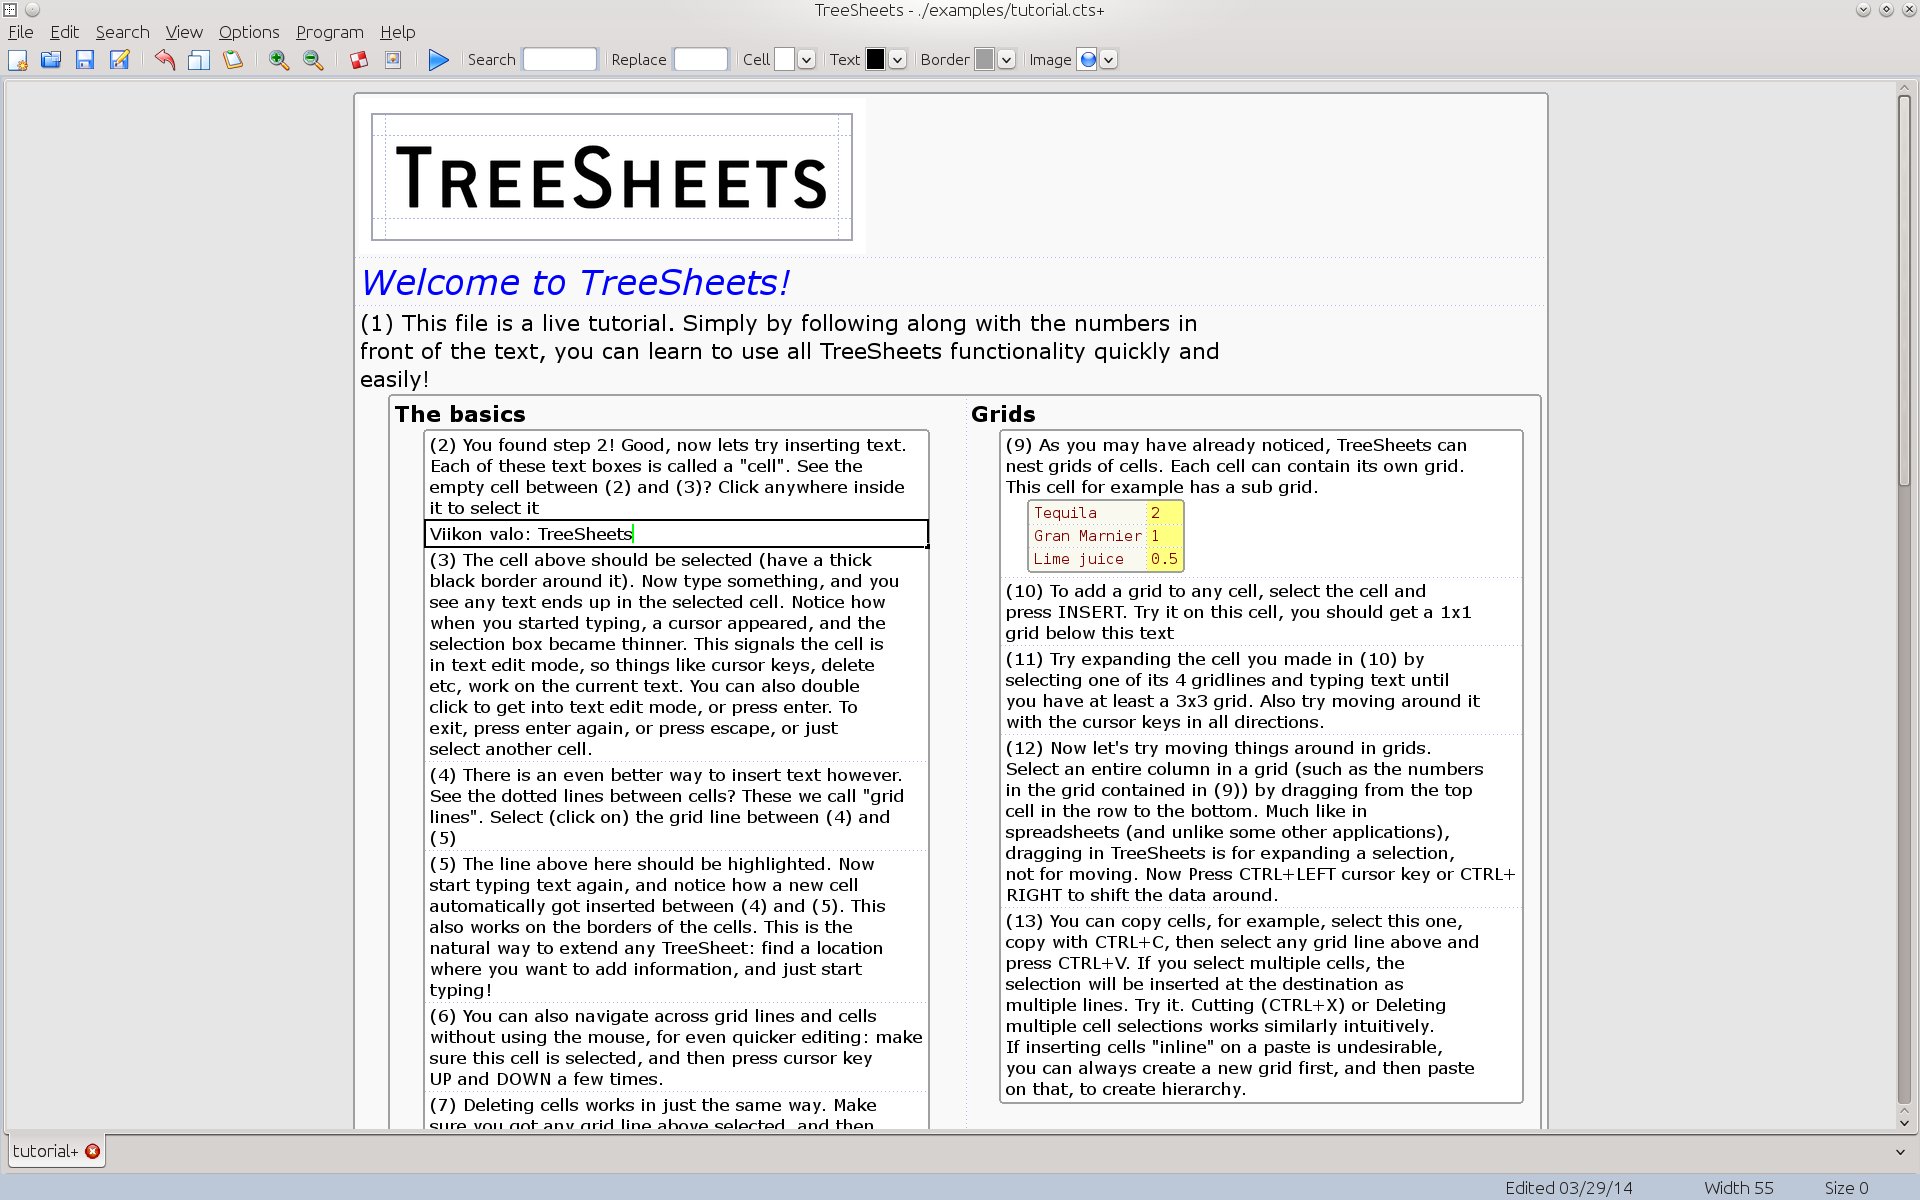 TreeSheets - ./examples/tutorial.cts+
File Edit Search View Options Program Help
Search Replace Cell Text Border Image
TREESHEETS
Welcome to TreeSheets!
(1) This file is a live tutorial. Simply by following along with the numbers in
front of the text, you can learn to use all TreeSheets functionality quickly and
easily!
The basics
(2) You found step 2! Good, now lets try inserting text.
Each of these text boxes is called a "cell". See the
empty cell between (2) and (3)? Click anywhere inside
it to select it
Viikon valo: TreeSheets
(3) The cell above should be selected (have a thick
black border around it). Now type something, and you
see any text ends up in the selected cell. Notice how
when you started typing, a cursor appeared, and the
selection box became thinner. This signals the cell is
in text edit mode, so things like cursor keys, delete
etc, work on the current text. You can also double
click to get into text edit mode, or press enter. To
exit, press enter again, or press escape, or just
select another cell.
(4) There is an even better way to insert text however.
See the dotted lines between cells? These we call "grid
lines". Select (click on) the grid line between (4) and
(5)
(5) The line above here should be highlighted. Now
start typing text again, and notice how a new cell
automatically got inserted between (4) and (5). This
also works on the borders of the cells. This is the
natural way to extend any TreeSheet: find a location
where you want to add information, and just start
typing!
(6) You can also navigate across grid lines and cells
without using the mouse, for even quicker editing: make
sure this cell is selected, and then press cursor key
UP and DOWN a few times.
(7) Deleting cells works in just the same way. Make
sure you got any grid line above selected, and then
Grids
(9) As you may have already noticed, TreeSheets can
nest grids of cells. Each cell can contain its own grid.
This cell for example has a sub grid.
Tequila 2
Gran Marnier 1
Lime juice 0.5
(10) To add a grid to any cell, select the cell and
press INSERT. Try it on this cell, you should get a 1x1
grid below this text
(11) Try expanding the cell you made in (10) by
selecting one of its 4 gridlines and typing text until
you have at least a 3x3 grid. Also try moving around it
with the cursor keys in all directions.
(12) Now let's try moving things around in grids.
Select an entire column in a grid (such as the numbers
in the grid contained in (9)) by dragging from the top
cell in the row to the bottom. Much like in
spreadsheets (and unlike some other applications),
dragging in TreeSheets is for expanding a selection,
not for moving. Now Press CTRL+LEFT cursor key or CTRL+
RIGHT to shift the data around.
(13) You can copy cells, for example, select this one,
copy with CTRL+C, then select any grid line above and
press CTRL+V. If you select multiple cells, the
selection will be inserted at the destination as
multiple lines. Try it. Cutting (CTRL+X) or Deleting
multiple cell selections works similarly intuitively.
If inserting cells "inline" on a paste is undesirable,
you can always create a new grid first, and then paste
on that, to create hierarchy.
tutorial+
Edited 03/29/14 Width 55 Size 0